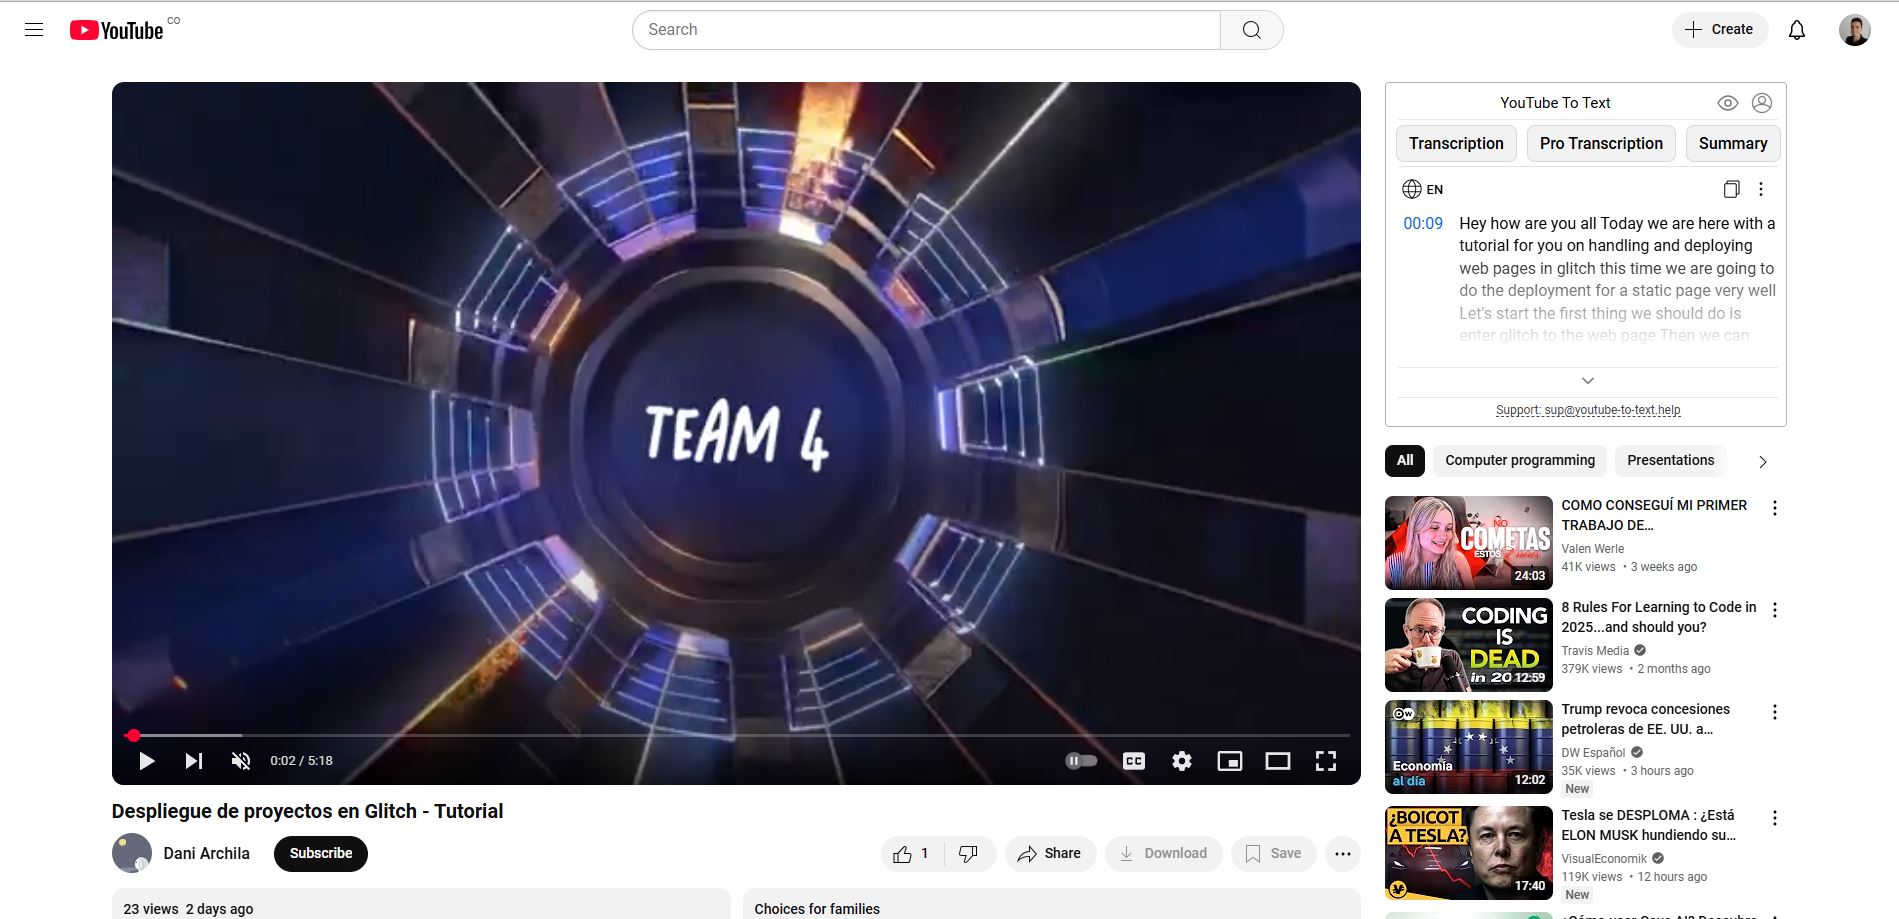 YouTube CO
Search
Create
TEAM 4
0:02 / 5:18
CC
Despliegue de proyectos en Glitch - Tutorial
Dani Archila
Subscribe
1
Share
Download
Save
23 views 2 days ago
Choices for families
YouTube To Text
Transcription
Pro Transcription
Summary
EN
00:09
Hey how are you all Today we are here with a
tutorial for you on handling and deploying
web pages in glitch this time we are going to
do the deployment for a static page very well
Let's start the first thing we should do is
enter glitch to the web page Then we can
Support: sup@youtube-to-text.help
All
Computer programming
Presentations
NO
COMETAS
ESTOS Errores
24:03
COMO CONSEGUÍ MI PRIMER
TRABAJO DE...
Valen Werle
41K views • 3 weeks ago
CODING
IS
DEAD
in 20
12:59
8 Rules For Learning to Code in
2025...and should you?
Travis Media
379K views • 2 months ago
DW
Economía
al día
12:02
Trump revoca concesiones
petroleras de EE. UU. a...
DW Español
35K views • 3 hours ago
New
¿BOICOT
A TESLA?
17:40
Tesla se DESPLOMA : ¿Está
ELON MUSK hundiendo su...
VisualEconomik
119K views • 12 hours ago
New